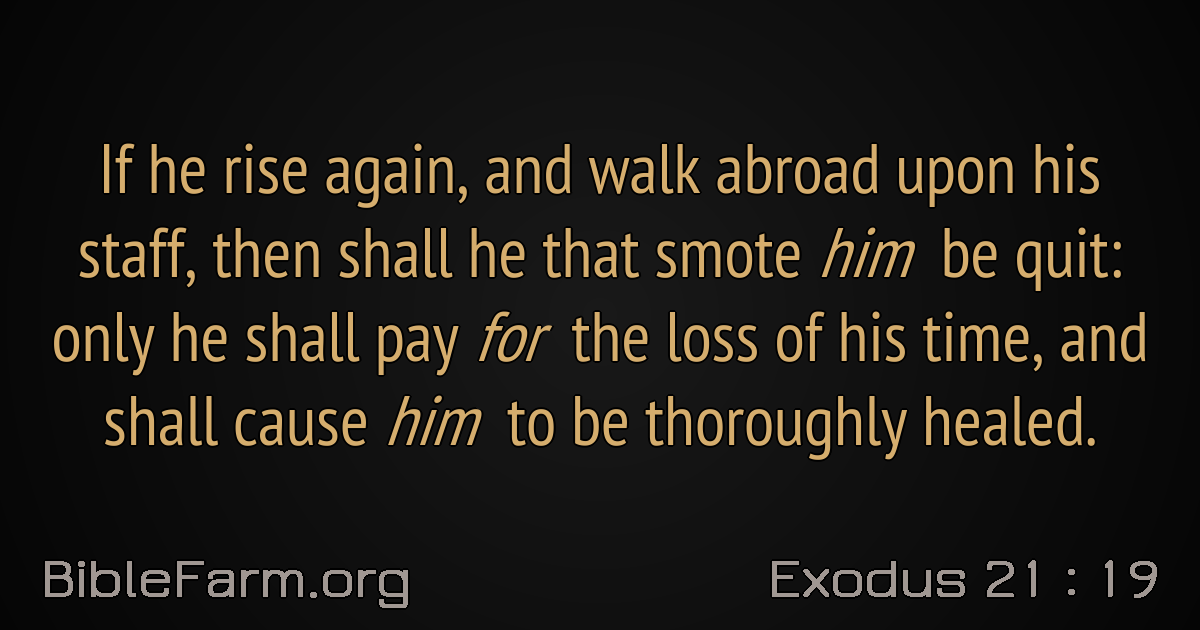 If he rise again, and walk abroad upon his
staff, then shall he that smote him be quit:
only he shall pay for the loss of his time, and
shall cause him to be thoroughly healed.
BibleFarm.org
Exodus 21 : 19